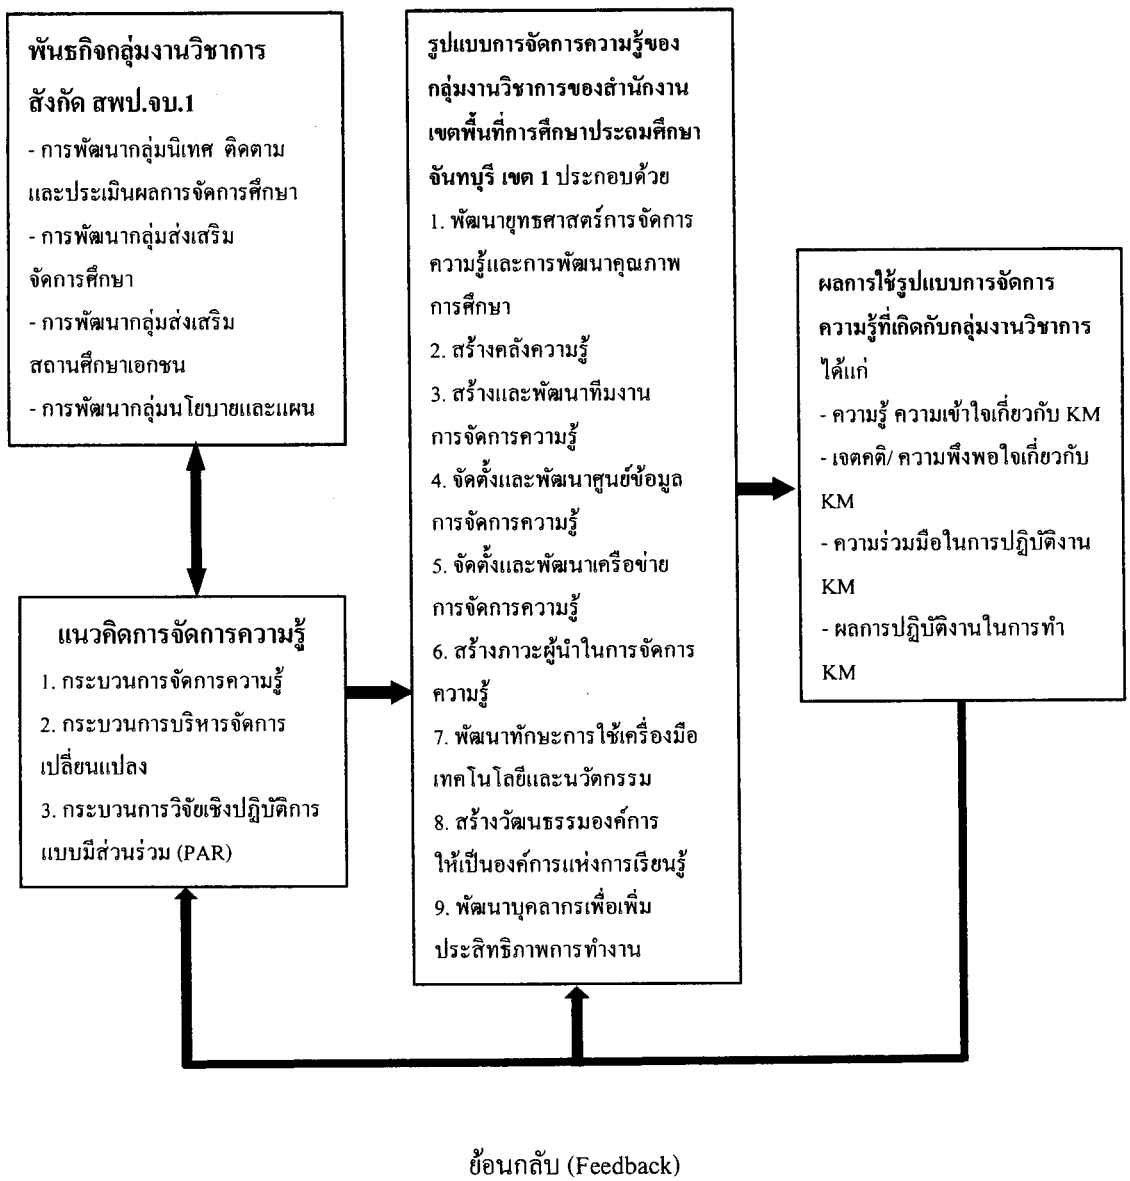 พันธกิจกลุ่มงานวิชาการ
สังกัด สพป.จบ.1
- การพัฒนากลุ่มนิเทศ ติดตาม
และประเมินผลการจัดการศึกษา
- การพัฒนากลุ่มส่งเสริม
จัดการศึกษา
- การพัฒนากลุ่มส่งเสริม
สถานศึกษาเอกชน
- การพัฒนากลุ่มนโยบายและแผน
แนวคิดการจัดการความรู้
1. กระบวนการจัดการความรู้
2. กระบวนการบริหารจัดการ
เปลี่ยนแปลง
3. กระบวนการวิจัยเชิงปฏิบัติการ
แบบมีส่วนร่วม (PAR)
รูปแบบการจัดการความรู้ของ
กลุ่มงานวิชาการของสำนักงาน
เขตพื้นที่การศึกษาประถมศึกษา
จันทบุรี เขต 1 ประกอบด้วย
1. พัฒนายุทธศาสตร์การจัดการ
ความรู้และการพัฒนาคุณภาพ
การศึกษา
2. สร้างคลังความรู้
3. สร้างและพัฒนาทีมงาน
การจัดการความรู้
4. จัดตั้งและพัฒนาศูนย์ข้อมูล
การจัดการความรู้
5. จัดตั้งและพัฒนาเครือข่าย
การจัดการความรู้
6. สร้างภาวะผู้นำในการจัดการ
ความรู้
7. พัฒนาทักษะการใช้เครื่องมือ
เทคโนโลยีและนวัตกรรม
8. สร้างวัฒนธรรมองค์การ
ให้เป็นองค์การแห่งการเรียนรู้
9. พัฒนาบุคลากรเพื่อเพิ่ม
ประสิทธิภาพการทำงาน
ผลการใช้รูปแบบการจัดการ
ความรู้ที่เกิดกับกลุ่มงานวิชาการ
ได้แก่
- ความรู้ ความเข้าใจเกี่ยวกับ KM
- เจตคติ/ ความพึงพอใจเกี่ยวกับ
KM
- ความร่วมมือในการปฏิบัติงาน
KM
- ผลการปฏิบัติงานในการทำ
KM
ย้อนกลับ (Feedback)